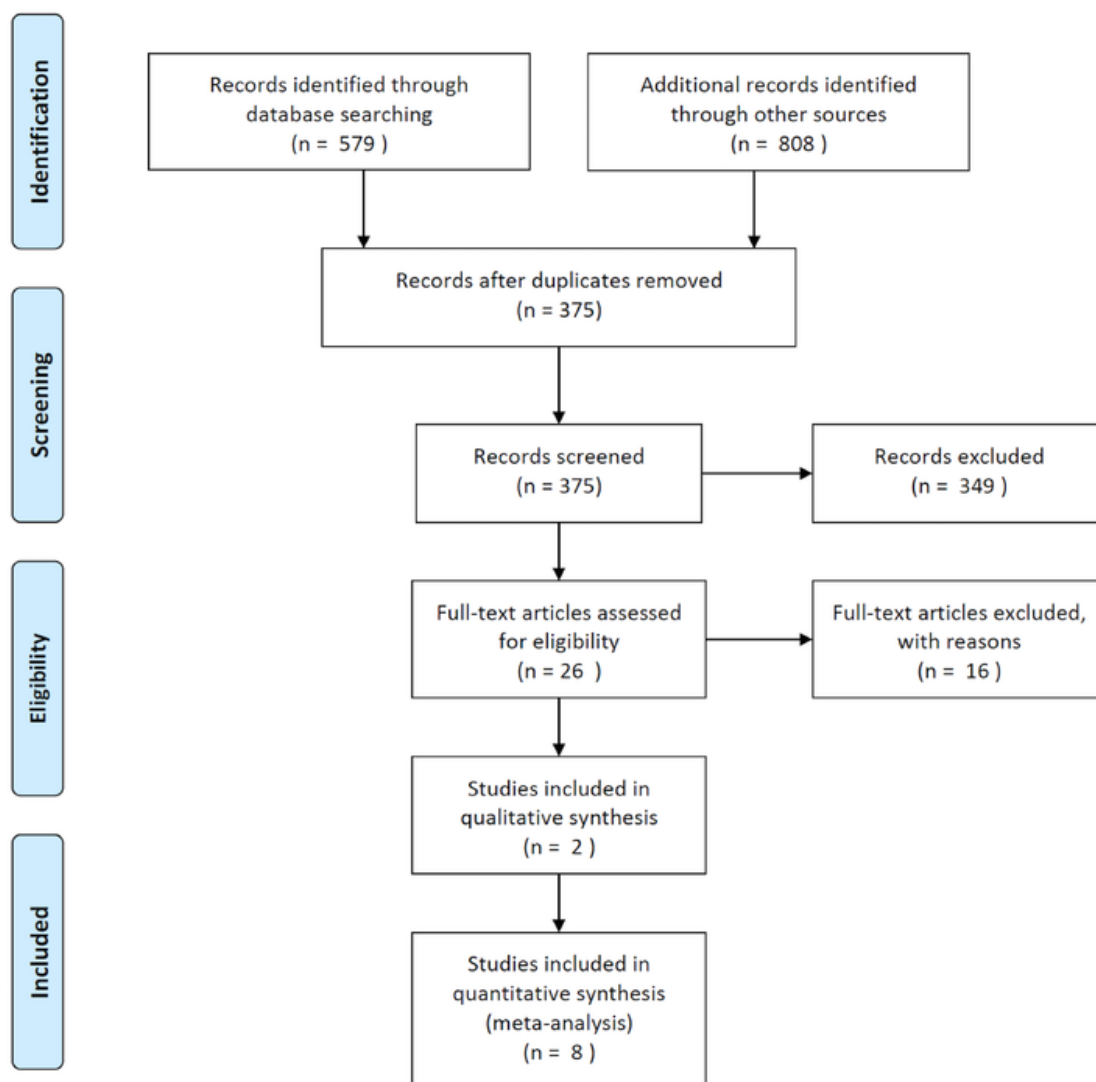 Identification
Records identified through
database searching
(n = 579 )
Additional records identified
through other sources
(n = 808 )
Screening
Records after duplicates removed
(n = 375)
Records screened
(n = 375)
Records excluded
(n = 349 )
Eligibility
Full-text articles assessed
for eligibility
(n = 26 )
Full-text articles excluded,
with reasons
(n = 16 )
Studies included in
qualitative synthesis
(n = 2 )
Included
Studies included in
quantitative synthesis
(meta-analysis)
(n = 8 )